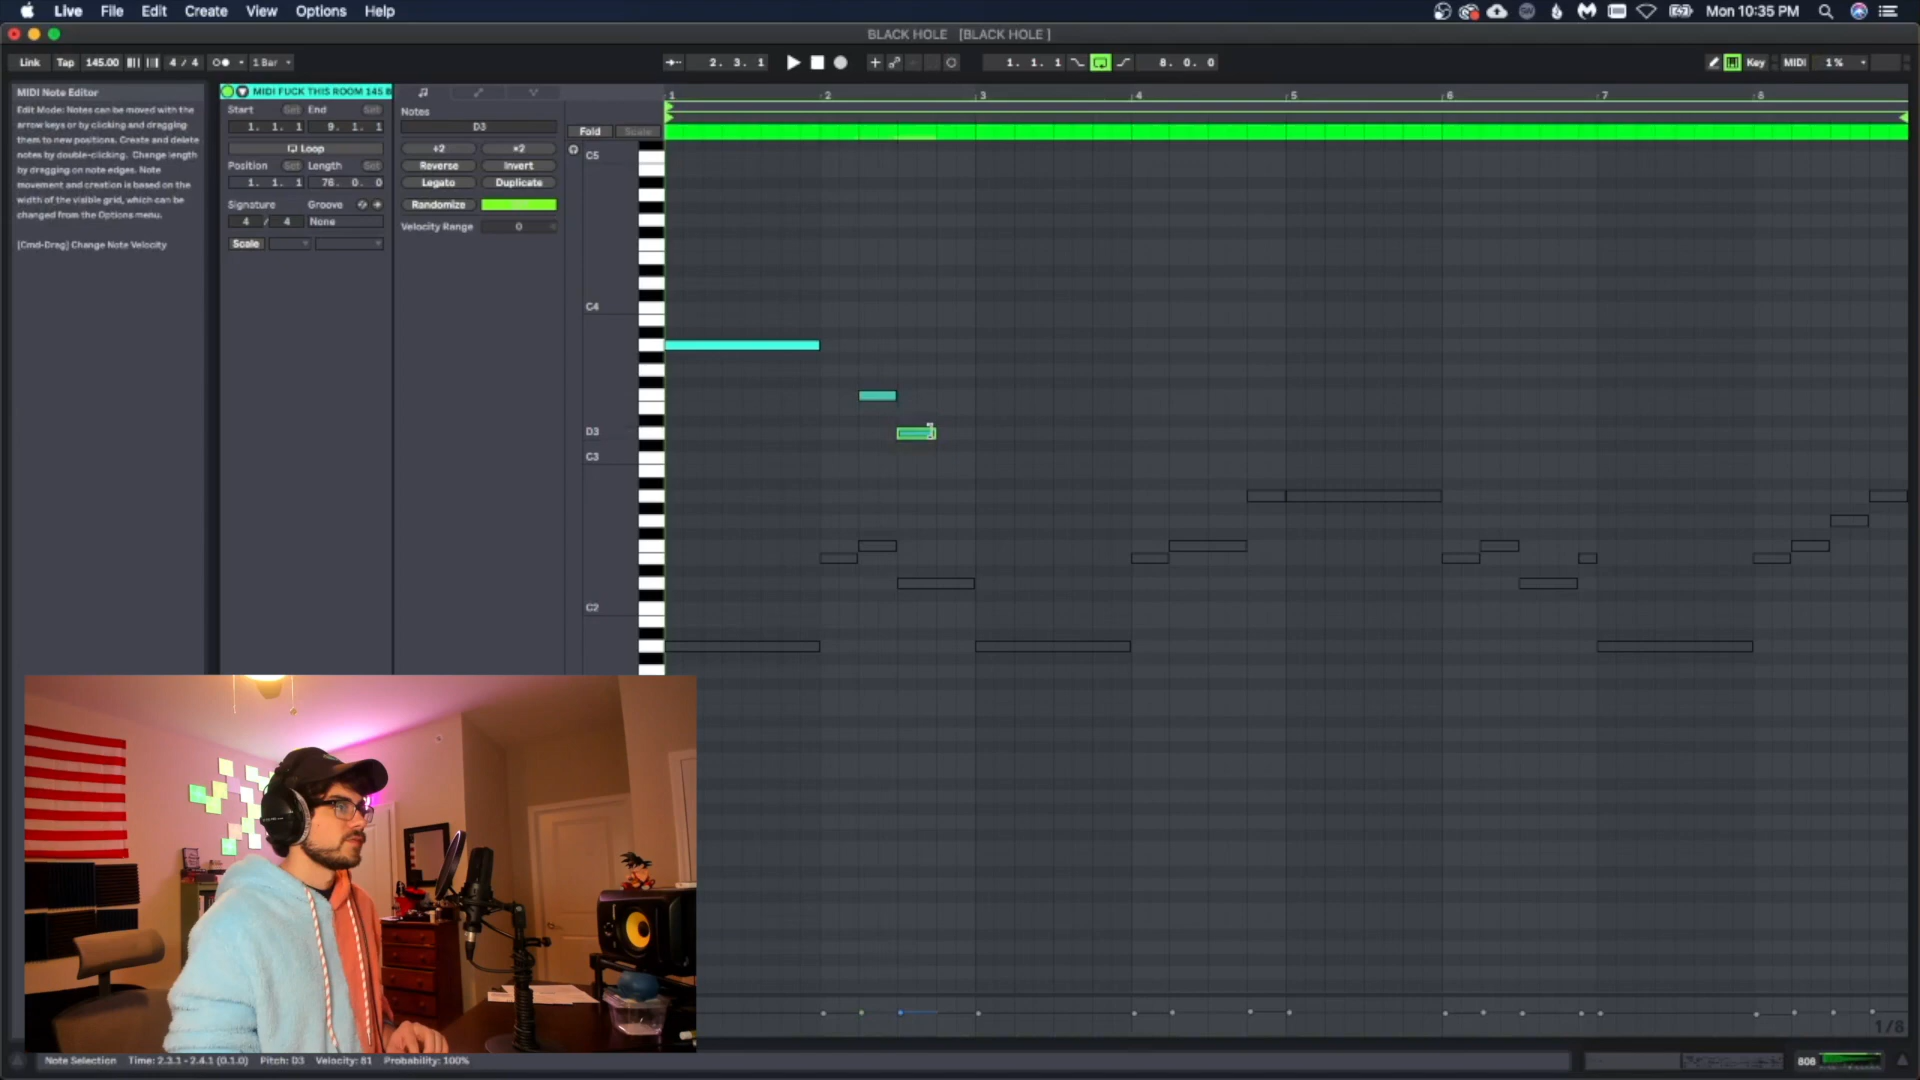 Live File Edit Create View Options Help Mon 10:35 PM
BLACK HOLE [BLACK HOLE ]
Link Tap 145.00 4 / 4 1 Bar 2. 3. 1 1. 1. 1 8. 0. 0 Key MIDI 1%
MIDI Note Editor
Edit Mode: Notes can be moved with the
arrow keys or by clicking and dragging
them to new positions. Create and delete
notes by double-clicking. Change length
by dragging on note edges. Note
movement and creation is based on the
width of the visible grid, which can be
changed from the Options menu.
[Cmd-Drag] Change Note Velocity
MIDI FUCK THIS ROOM 145 B
Start Set End Set
1. 1. 1 9. 1. 1
Loop
Position Set Length Set
1. 1. 1 76. 0. 0
Signature Groove
4 / 4 None
Scale
Notes
D3
÷2 ×2
Reverse Invert
Legato Duplicate
Randomize
Velocity Range 0
Fold Scale
1 2 3 4 5 6 7 8
C5
C4
D3
C3
C2
1/8
Note Selection Time: 2.3.1 - 2.4.1 (0.1.0) Pitch: D3 Velocity: 81 Probability: 100%
808